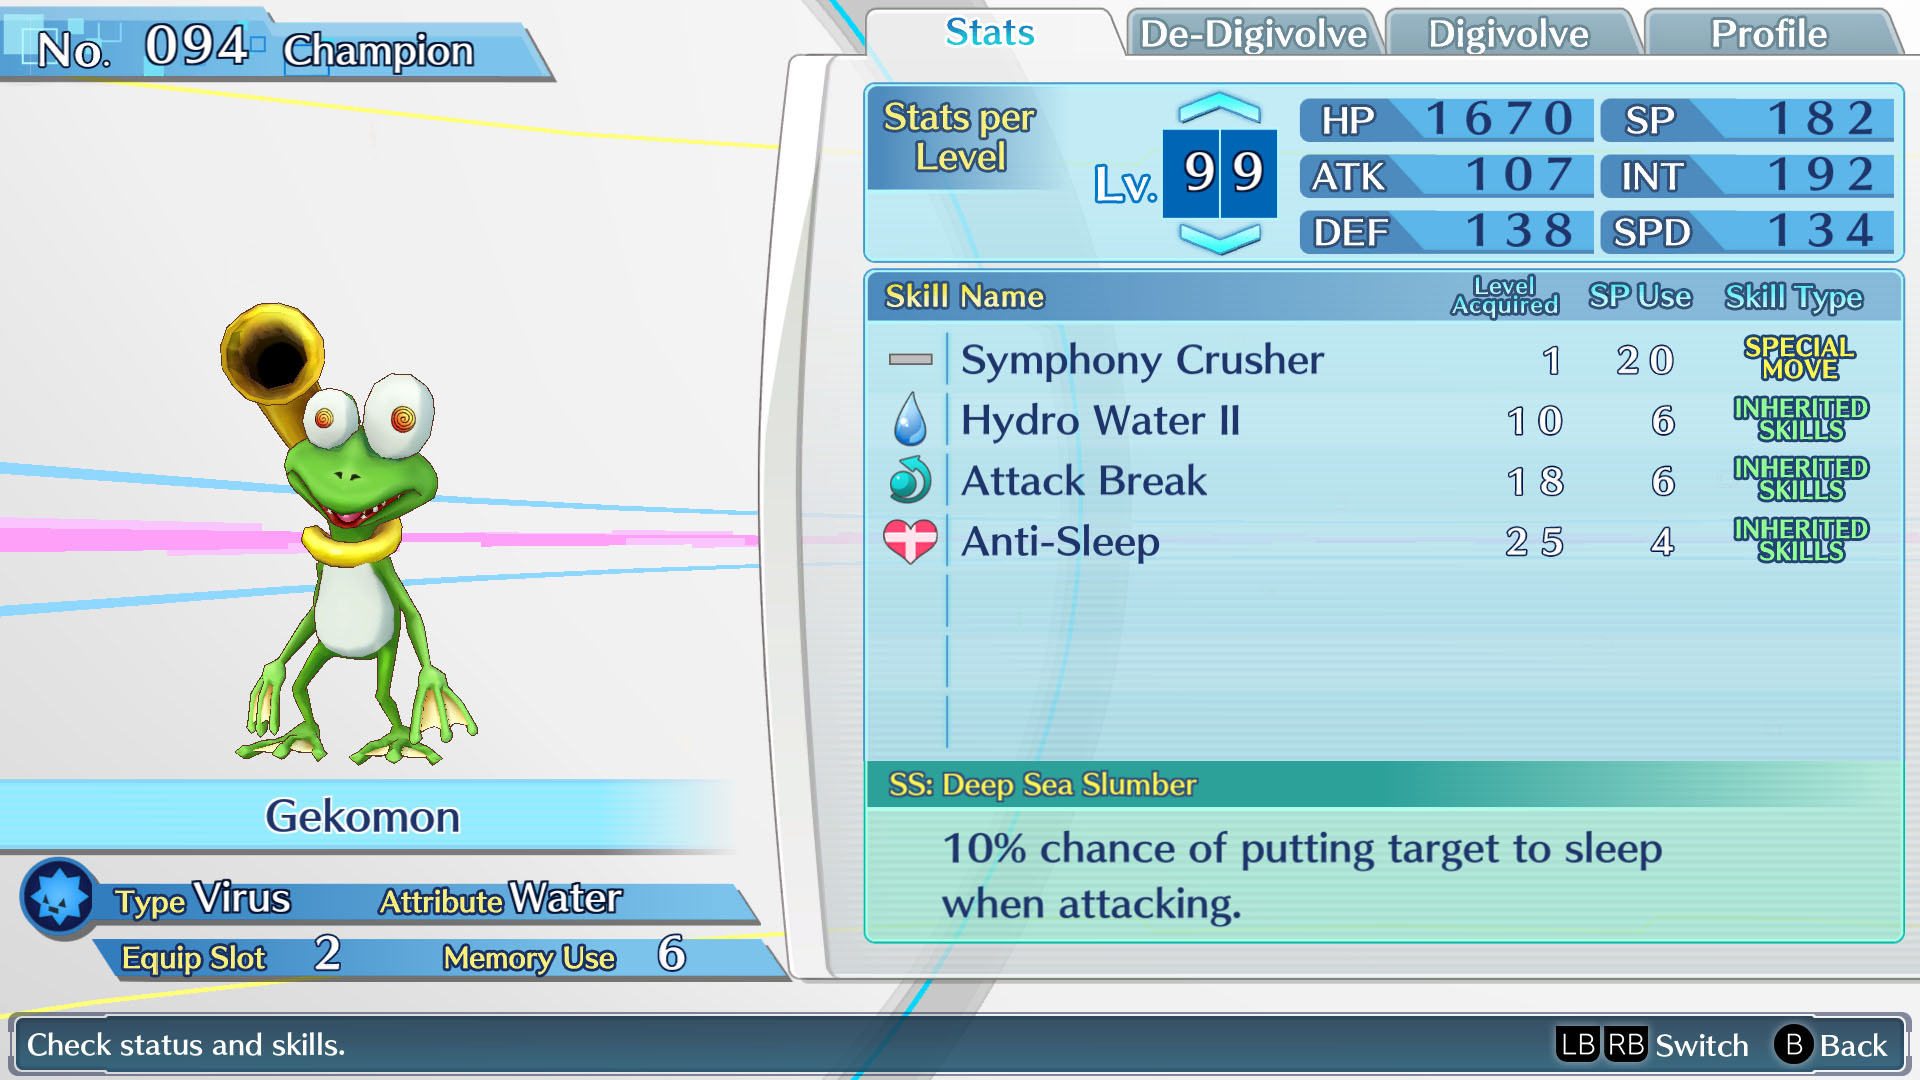 No. 094 Champion
Stats De-Digivolve Digivolve Profile
Stats per
Level
Lv. 99
HP 1670 SP 182
ATK 107 INT 192
DEF 138 SPD 134
Skill Name Level Acquired SP Use Skill Type
Symphony Crusher 1 20 SPECIAL MOVE
Hydro Water II 10 6 INHERITED SKILLS
Attack Break 18 6 INHERITED SKILLS
Anti-Sleep 25 4 INHERITED SKILLS
SS: Deep Sea Slumber
10% chance of putting target to sleep
when attacking.
Gekomon
Type Virus Attribute Water
Equip Slot 2 Memory Use 6
Check status and skills. LB RB Switch B Back